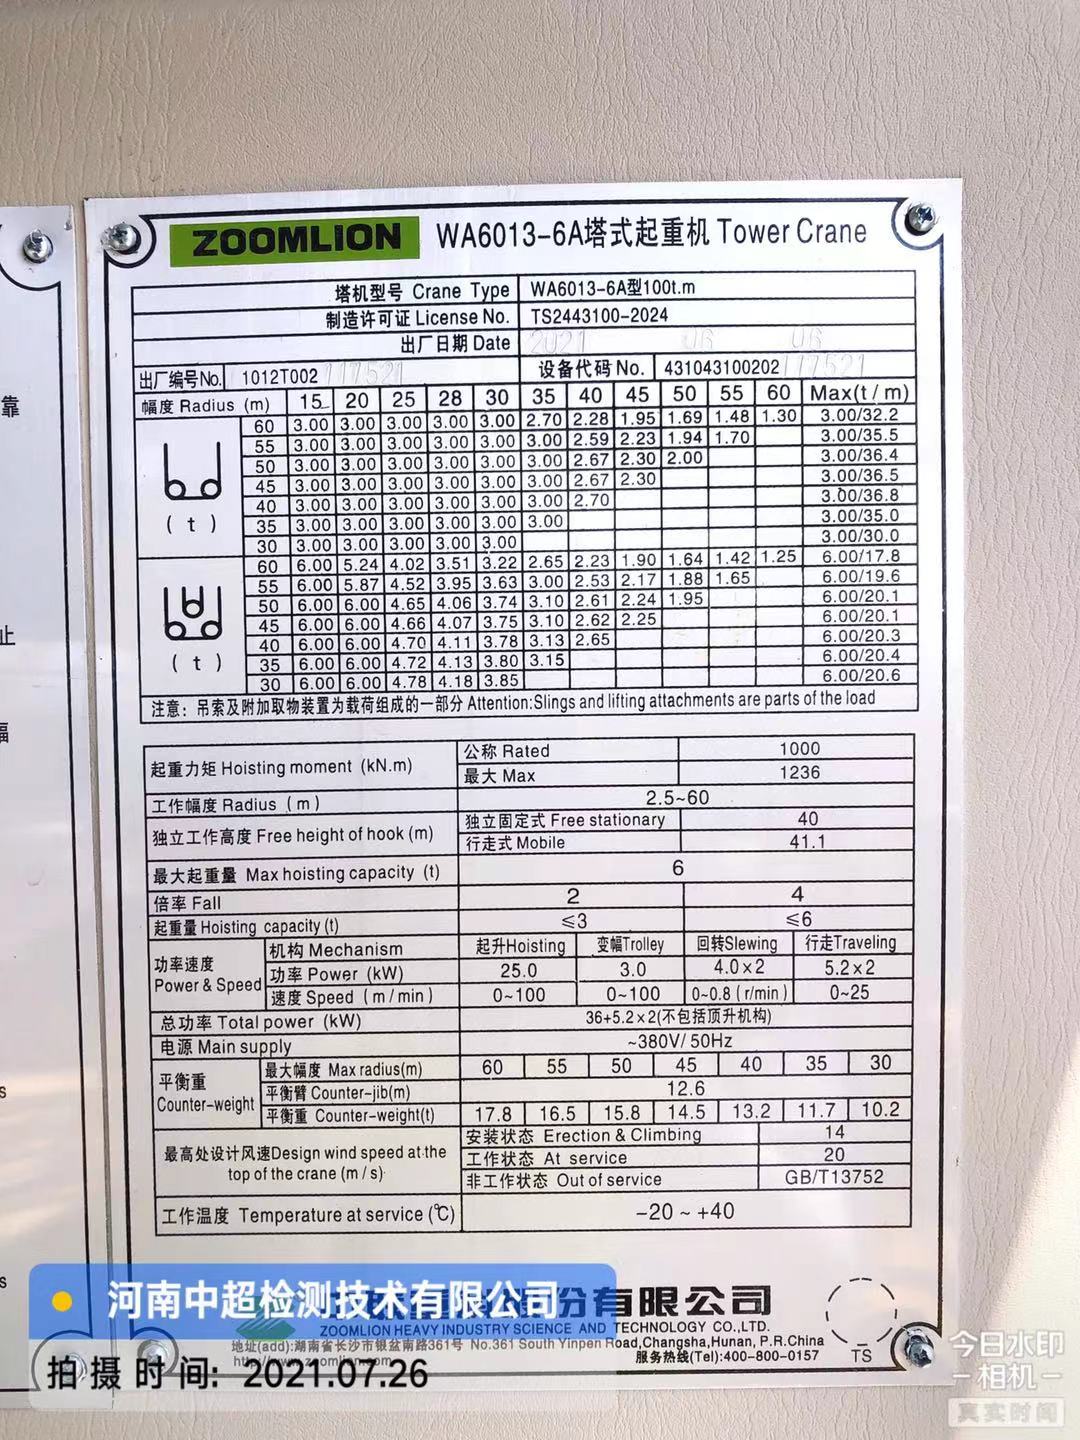 ZOOMLION WA6013-6A塔式起重机 Tower Crane
塔机型号 Crane Type WA6013-6A型100t.m
制造许可证 License No. TS2443100-2024
出厂日期 Date 2021 06 06
出厂编号No. 1012T002 117521 设备代码 No. 431043100202 117521
幅度 Radius (m) 15 20 25 28 30 35 40 45 50 55 60 Max(t/m)
60 3.00 3.00 3.00 3.00 3.00 2.70 2.28 1.95 1.69 1.48 1.30 3.00/32.2
55 3.00 3.00 3.00 3.00 3.00 3.00 2.59 2.23 1.94 1.70 3.00/35.5
50 3.00 3.00 3.00 3.00 3.00 3.00 2.67 2.30 2.00 3.00/36.4
45 3.00 3.00 3.00 3.00 3.00 3.00 2.67 2.30 3.00/36.5
40 3.00 3.00 3.00 3.00 3.00 3.00 2.70 3.00/36.8
(t) 35 3.00 3.00 3.00 3.00 3.00 3.00 3.00/35.0
30 3.00 3.00 3.00 3.00 3.00 3.00/30.0
60 6.00 5.24 4.02 3.51 3.22 2.65 2.23 1.90 1.64 1.42 1.25 6.00/17.8
55 6.00 5.87 4.52 3.95 3.63 3.00 2.53 2.17 1.88 1.65 6.00/19.6
50 6.00 6.00 4.65 4.06 3.74 3.10 2.61 2.24 1.95 6.00/20.1
45 6.00 6.00 4.66 4.07 3.75 3.10 2.62 2.25 6.00/20.1
40 6.00 6.00 4.70 4.11 3.78 3.13 2.65 6.00/20.3
(t) 35 6.00 6.00 4.72 4.13 3.80 3.15 6.00/20.4
30 6.00 6.00 4.78 4.18 3.85 6.00/20.6
注意：吊索及附加取物装置为载荷组成的一部分 Attention:Slings and lifting attachments are parts of the load
起重力矩 Hoisting moment (kN.m) 公称 Rated 1000
最大 Max 1236
工作幅度 Radius (m) 2.5~60
独立工作高度 Free height of hook (m) 独立固定式 Free stationary 40
行走式 Mobile 41.1
最大起重量 Max hoisting capacity (t) 6
倍率 Fall 2 4
起重量 Hoisting capacity (t) ≤3 ≤6
功率速度 Power & Speed 机构 Mechanism 起升Hoisting 变幅Trolley 回转Slewing 行走Traveling
功率 Power (kW) 25.0 3.0 4.0×2 5.2×2
速度 Speed (m/min) 0~100 0~100 0~0.8 (r/min) 0~25
总功率 Total power (kW) 36+5.2×2(不包括顶升机构)
电源 Main supply ~380V/ 50Hz
平衡重 Counter-weight 最大幅度 Max radius(m) 60 55 50 45 40 35 30
平衡臂 Counter-jib(m) 12.6
平衡重 Counter-weight(t) 17.8 16.5 15.8 14.5 13.2 11.7 10.2
最高处设计风速Design wind speed at the top of the crane (m/s) 安装状态 Erection & Climbing 14
工作状态 At service 20
非工作状态 Out of service GB/T13752
工作温度 Temperature at service (℃) -20 ~ +40
河南中超检测技术有限公司
份有限公司
ZOOMLION HEAVY INDUSTRY SCIENCE AND TECHNOLOGY CO.,LTD.
地址(add):湖南省长沙市银盆南路361号 No.361 South Yinpen Road,Changsha,Hunan, P.R.China
http://www.zoomlion.com 服务热线(Tel):400-800-0157
TS
拍摄时间: 2021.07.26
今日水印
相机
真实时间
靠
止
幅
s
s